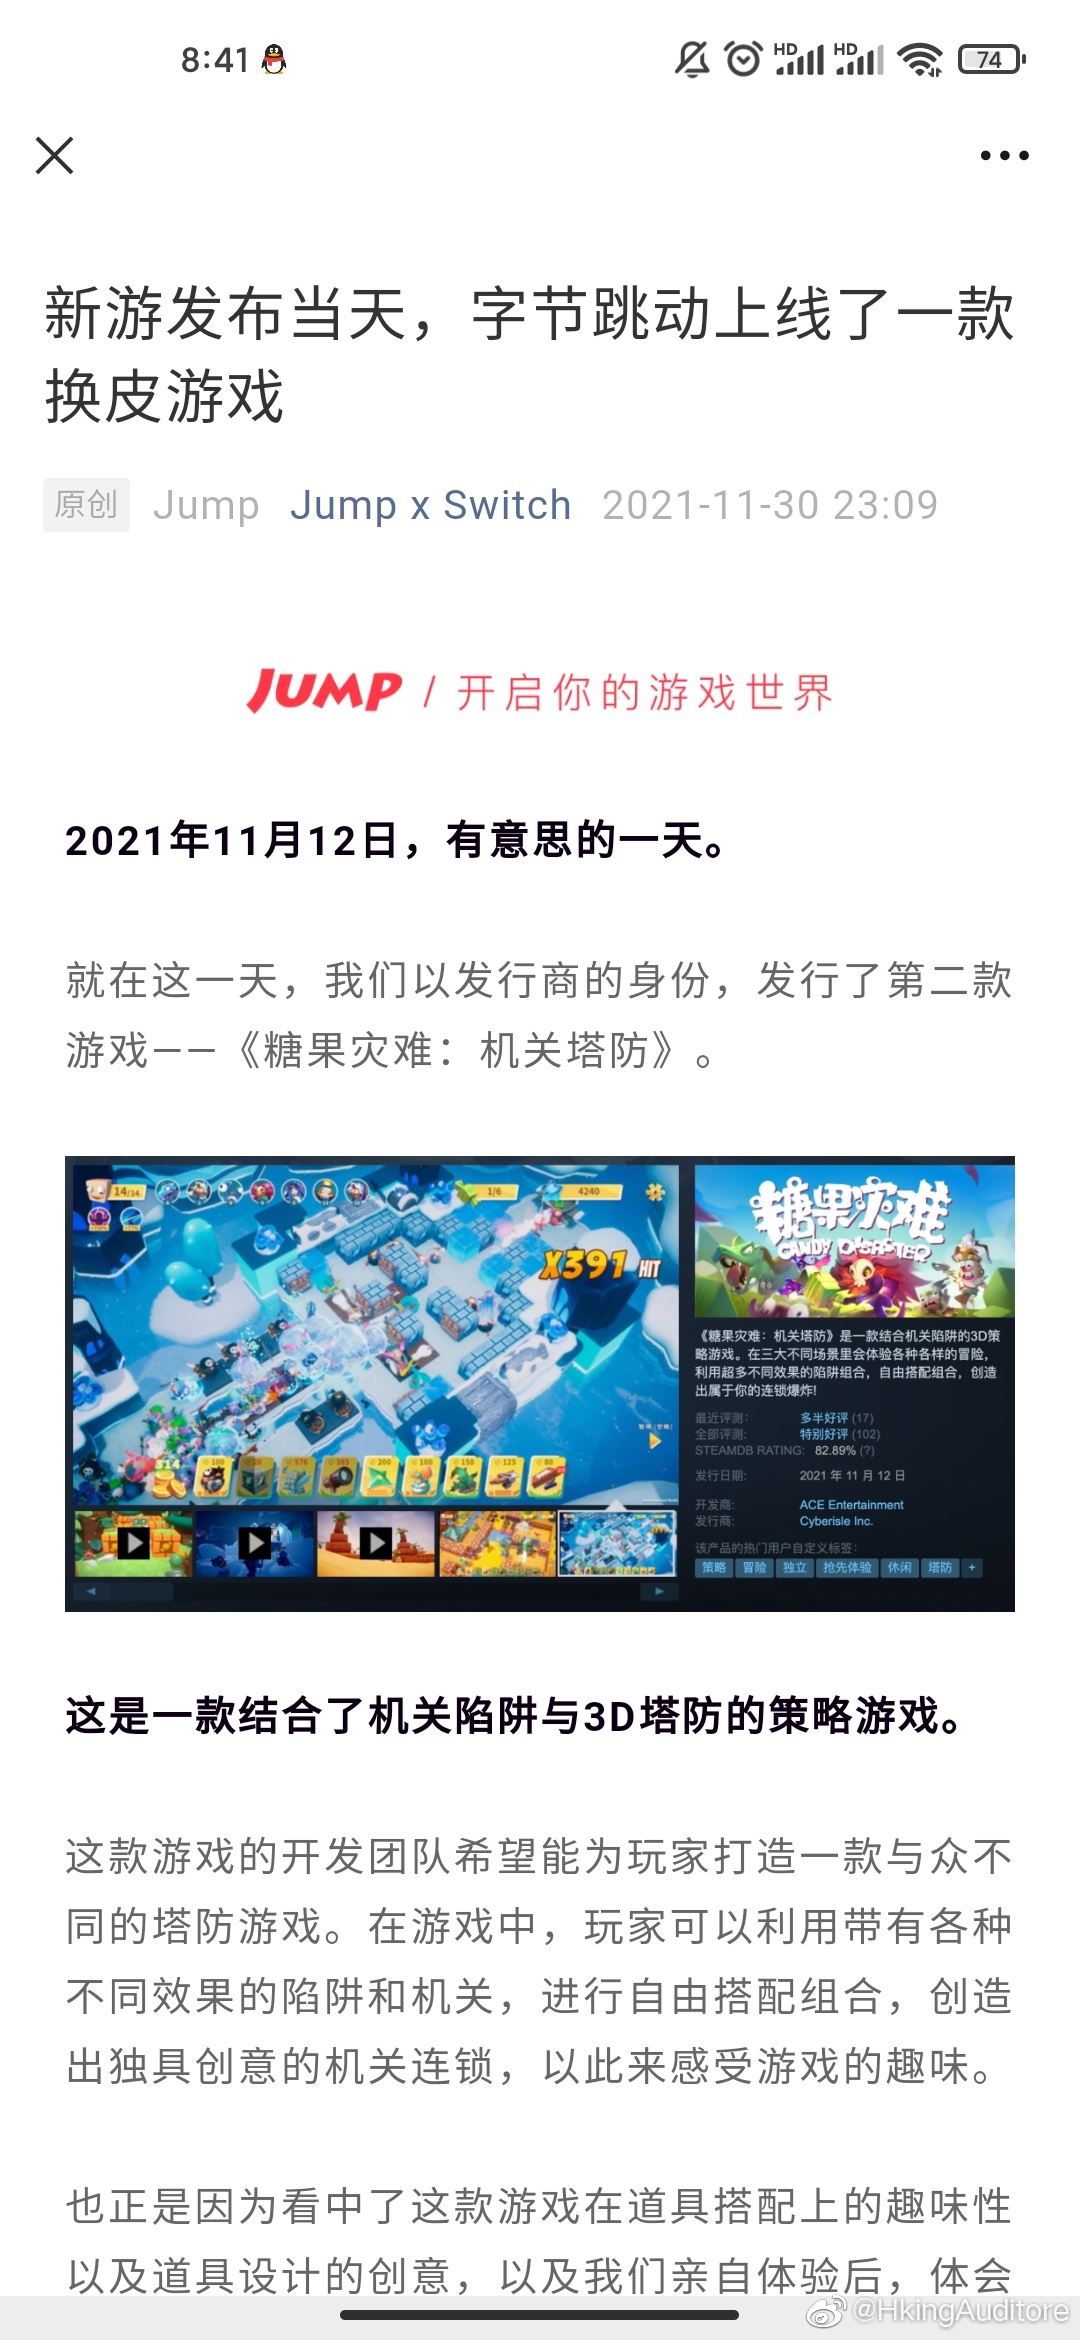 8:41
HD HD 74
新游发布当天，字节跳动上线了一款
换皮游戏
原创 Jump Jump x Switch 2021-11-30 23:09
JUMP / 开启你的游戏世界
2021年11月12日，有意思的一天。
就在这一天，我们以发行商的身份，发行了第二款
游戏——《糖果灾难：机关塔防》。
14/14
1/6
4240
X391 HIT
514
100
20
576
385
200
100
150
125
80
糖果灾难
CANDY DISASTER
《糖果灾难：机关塔防》是一款结合机关陷阱的3D策
略游戏。在三大不同场景里会体验各种各样的冒险，
利用超多不同效果的陷阱组合，自由搭配组合，创造
出属于你的连锁爆炸!
最近评测: 多半好评 (17)
全部评测: 特别好评 (102)
STEAMDB RATING: 82.89% (?)
发行日期: 2021 年 11 月 12 日
开发商: ACE Entertainment
发行商: Cyberisle Inc.
该产品的热门用户自定义标签:
策略 冒险 独立 抢先体验 休闲 塔防 +
这是一款结合了机关陷阱与3D塔防的策略游戏。
这款游戏的开发团队希望能为玩家打造一款与众不
同的塔防游戏。在游戏中，玩家可以利用带有各种
不同效果的陷阱和机关，进行自由搭配组合，创造
出独具创意的机关连锁，以此来感受游戏的趣味。
也正是因为看中了这款游戏在道具搭配上的趣味性
以及道具设计的创意，以及我们亲自体验后，体会
@HkingAuditore